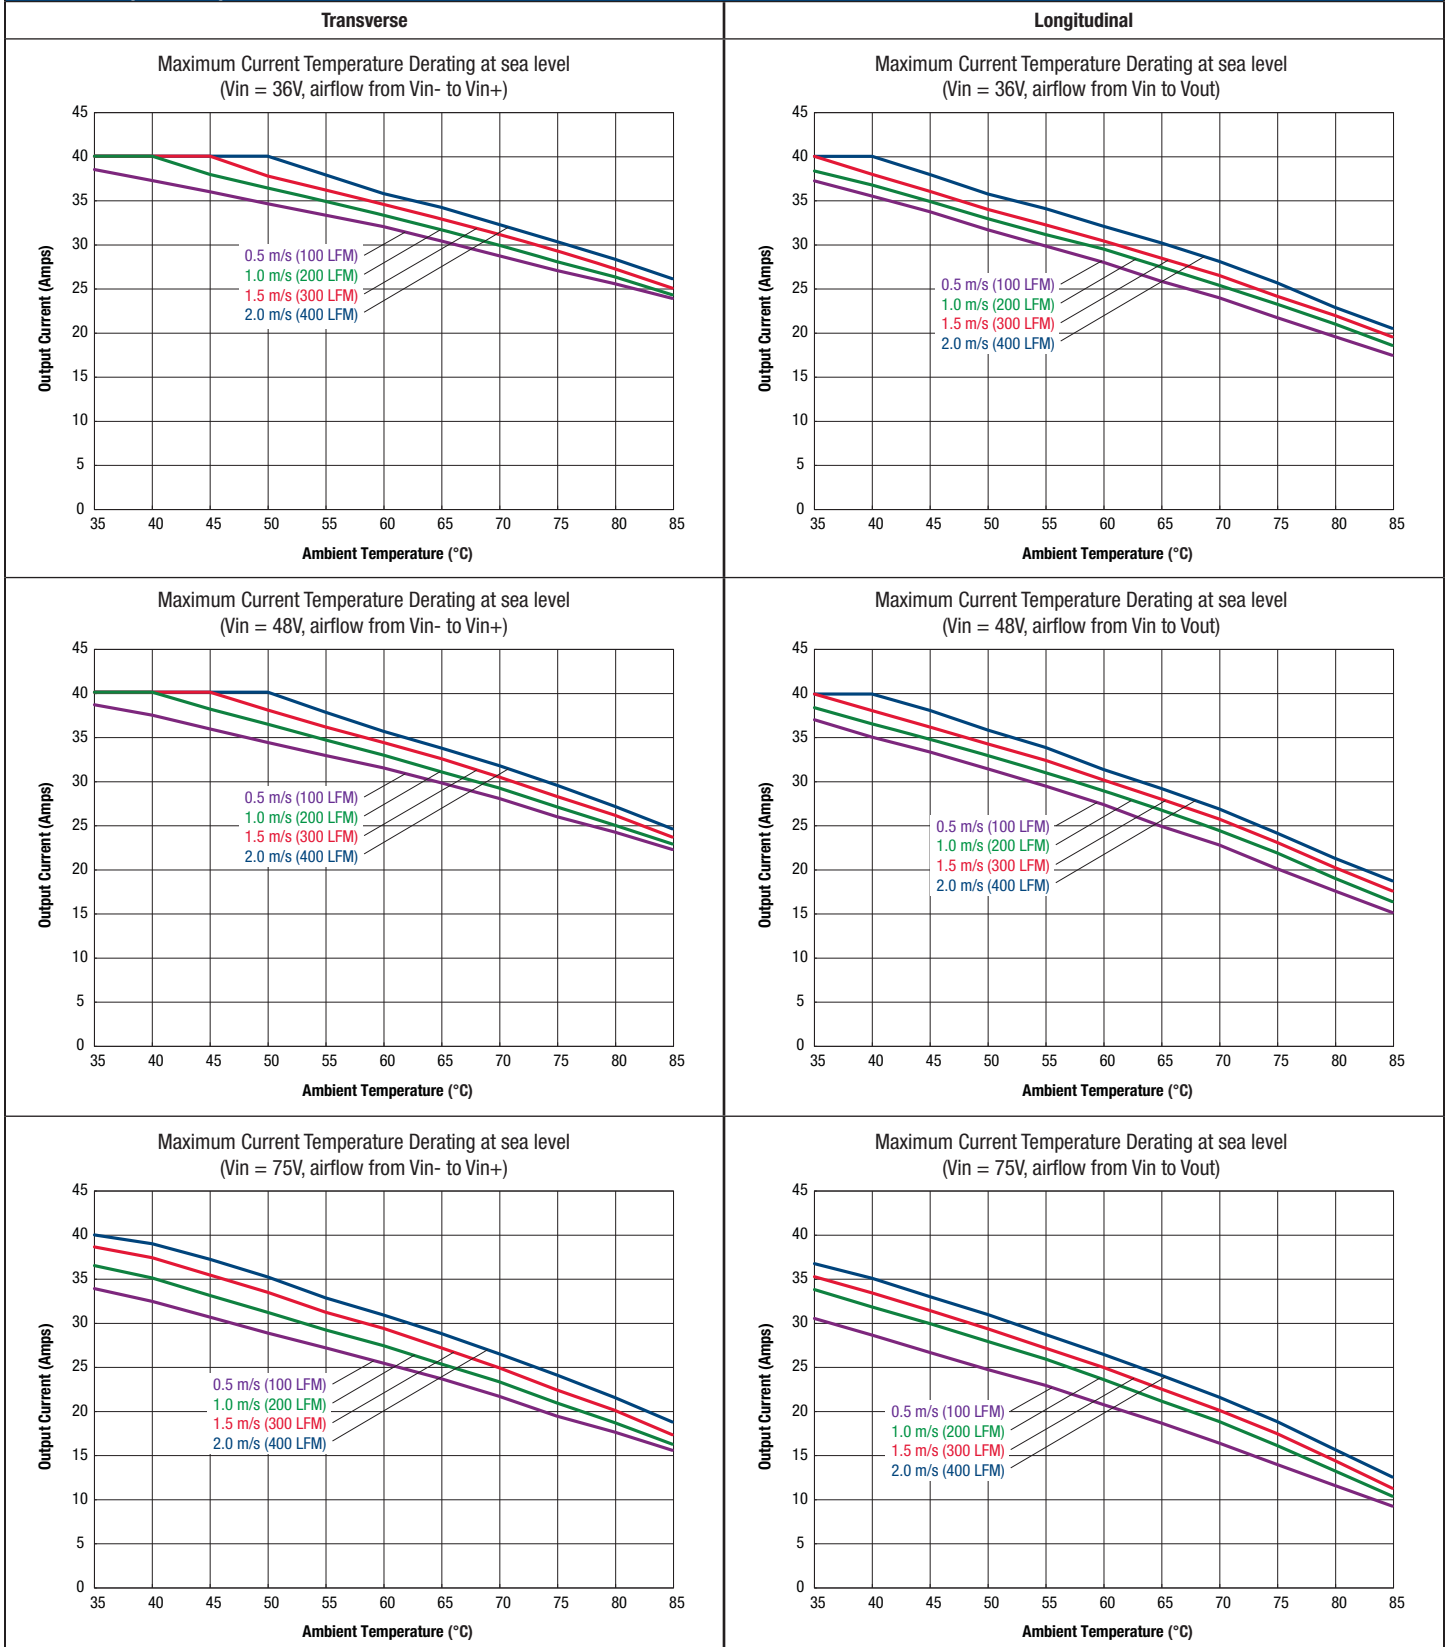 Transverse
Longitudinal
Maximum Current Temperature Derating at sea level
(Vin = 36V, airflow from Vin- to Vin+)
45
40
35
30
25
20
15
10
5
0
Output Current (Amps)
0.5 m/s (100 LFM)
1.0 m/s (200 LFM)
1.5 m/s (300 LFM)
2.0 m/s (400 LFM)
35 40 45 50 55 60 65 70 75 80 85
Ambient Temperature (°C)
Maximum Current Temperature Derating at sea level
(Vin = 36V, airflow from Vin to Vout)
45
40
35
30
25
20
15
10
5
0
Output Current (Amps)
0.5 m/s (100 LFM)
1.0 m/s (200 LFM)
1.5 m/s (300 LFM)
2.0 m/s (400 LFM)
35 40 45 50 55 60 65 70 75 80 85
Ambient Temperature (°C)
Maximum Current Temperature Derating at sea level
(Vin = 48V, airflow from Vin- to Vin+)
45
40
35
30
25
20
15
10
5
0
Output Current (Amps)
0.5 m/s (100 LFM)
1.0 m/s (200 LFM)
1.5 m/s (300 LFM)
2.0 m/s (400 LFM)
35 40 45 50 55 60 65 70 75 80 85
Ambient Temperature (°C)
Maximum Current Temperature Derating at sea level
(Vin = 48V, airflow from Vin to Vout)
45
40
35
30
25
20
15
10
5
0
Output Current (Amps)
0.5 m/s (100 LFM)
1.0 m/s (200 LFM)
1.5 m/s (300 LFM)
2.0 m/s (400 LFM)
35 40 45 50 55 60 65 70 75 80 85
Ambient Temperature (°C)
Maximum Current Temperature Derating at sea level
(Vin = 75V, airflow from Vin- to Vin+)
45
40
35
30
25
20
15
10
5
0
Output Current (Amps)
0.5 m/s (100 LFM)
1.0 m/s (200 LFM)
1.5 m/s (300 LFM)
2.0 m/s (400 LFM)
35 40 45 50 55 60 65 70 75 80 85
Ambient Temperature (°C)
Maximum Current Temperature Derating at sea level
(Vin = 75V, airflow from Vin to Vout)
45
40
35
30
25
20
15
10
5
0
Output Current (Amps)
0.5 m/s (100 LFM)
1.0 m/s (200 LFM)
1.5 m/s (300 LFM)
2.0 m/s (400 LFM)
35 40 45 50 55 60 65 70 75 80 85
Ambient Temperature (°C)